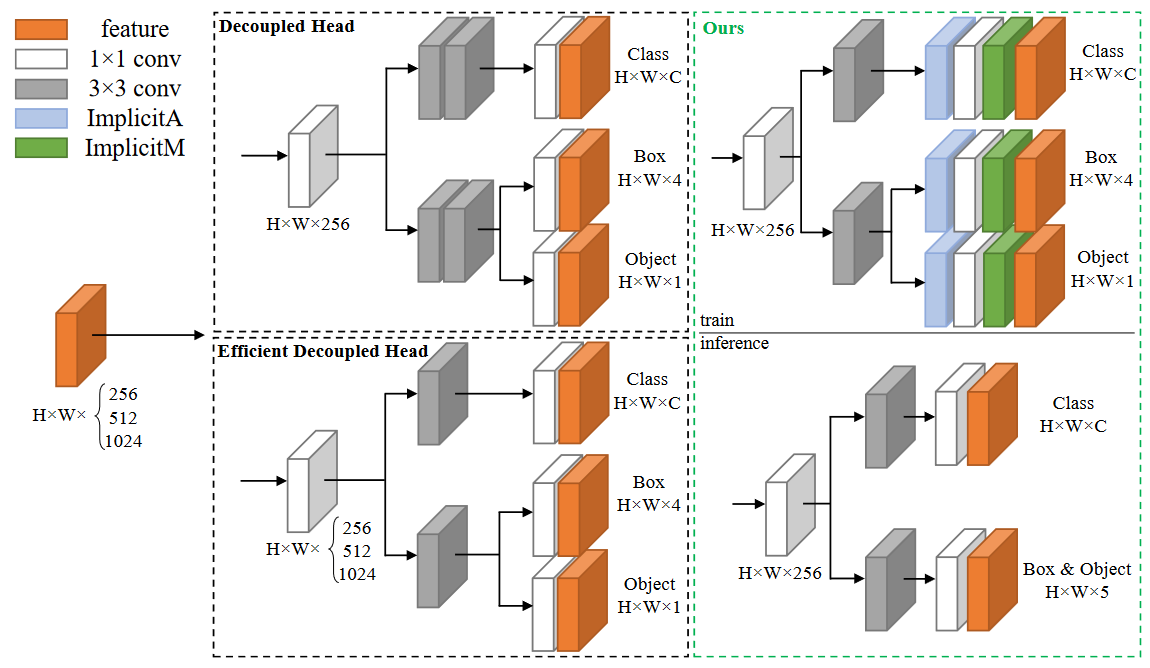 feature
1×1 conv
3×3 conv
ImplicitA
ImplicitM
H×W×
256
512
1024
Decoupled Head
H×W×256
Class
H×W×C
Box
H×W×4
Object
H×W×1
Efficient Decoupled Head
H×W×
256
512
1024
Class
H×W×C
Box
H×W×4
Object
H×W×1
Ours
H×W×256
Class
H×W×C
Box
H×W×4
Object
H×W×1
train
inference
H×W×256
Class
H×W×C
Box & Object
H×W×5